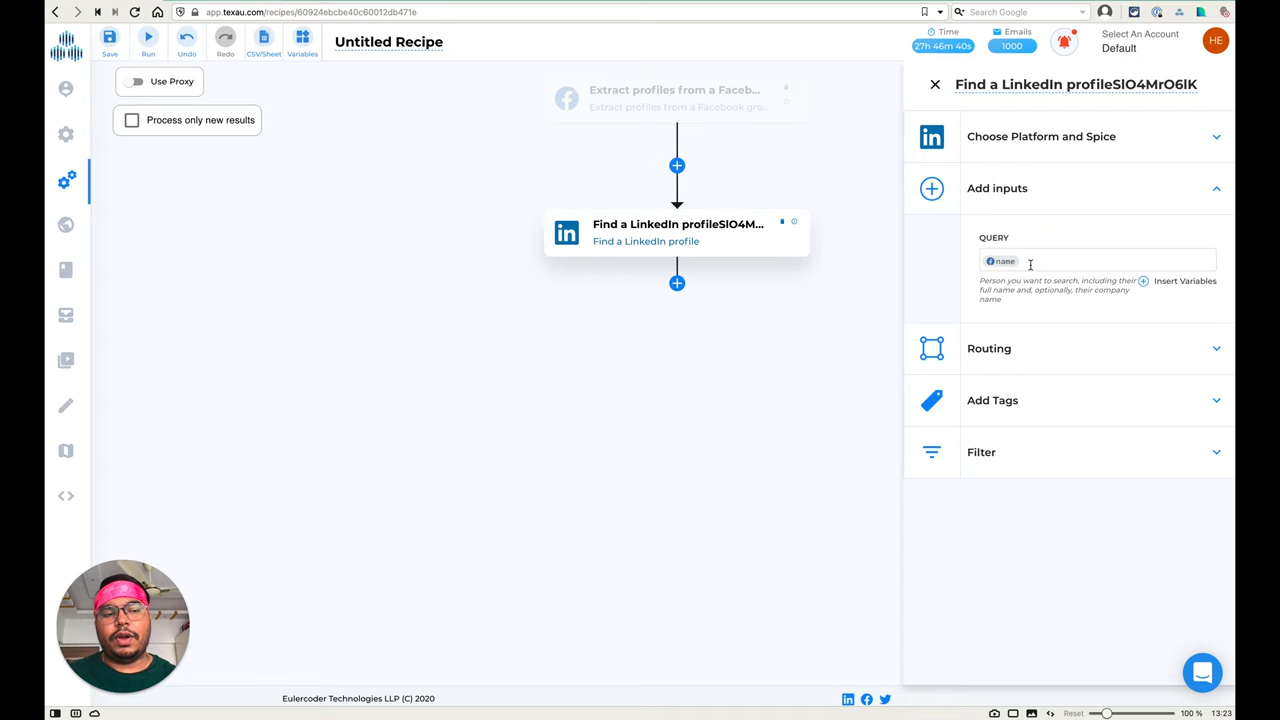 app.texau.com/recipes/60924ebcbe40c60012db471e
Search Google
Save
Run
Undo
Redo
CSV/Sheet
Variables
Untitled Recipe
Time
27h 46m 40s
Emails
1000
Select An Account
Default
HE
Use Proxy
Process only new results
Extract profiles from a Faceb...
Extract profiles from a Facebook gro...
Find a LinkedIn profileSlO4M...
Find a LinkedIn profile
Find a LinkedIn profileSlO4MrO6lK
Choose Platform and Spice
Add inputs
QUERY
name
Person you want to search, including their
full name and, optionally, their company
name
Insert Variables
Routing
Add Tags
Filter
Eulercoder Technologies LLP (C) 2020
Reset
100 %
13:23